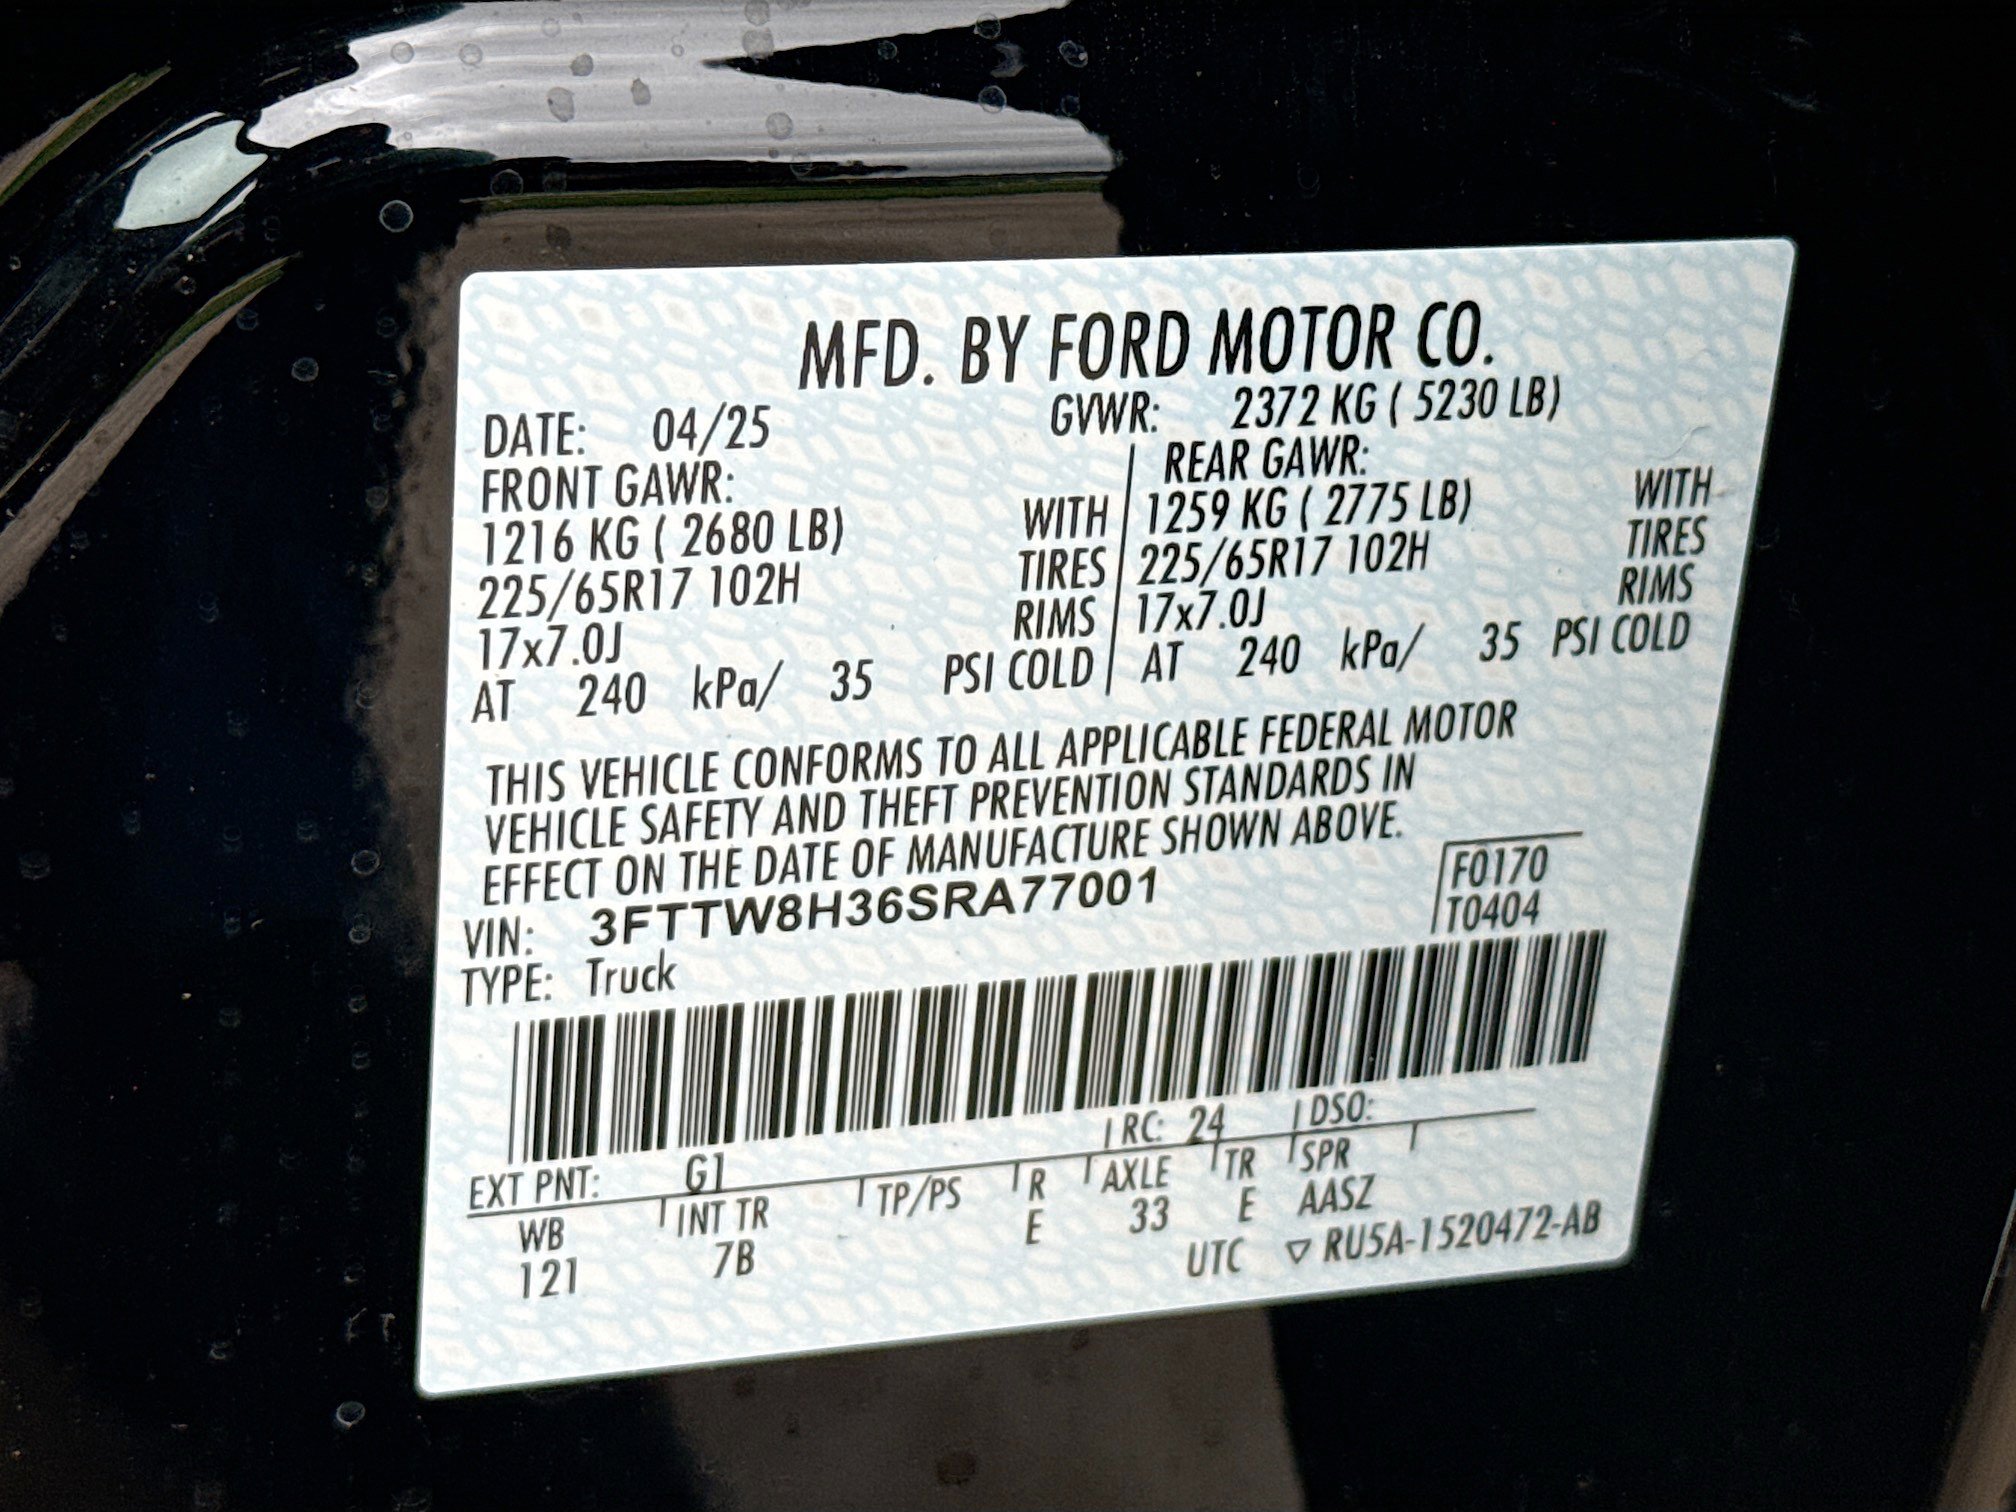 MFD. BY FORD MOTOR CO.
DATE: 04/25 GVWR: 2372 KG ( 5230 LB)
FRONT GAWR: REAR GAWR:
1216 KG ( 2680 LB) WITH 1259 KG ( 2775 LB) WITH
225/65R17 102H TIRES 225/65R17 102H TIRES
17x7.0J RIMS 17x7.0J RIMS
AT 240 kPa/ 35 PSI COLD AT 240 kPa/ 35 PSI COLD
THIS VEHICLE CONFORMS TO ALL APPLICABLE FEDERAL MOTOR
VEHICLE SAFETY AND THEFT PREVENTION STANDARDS IN
EFFECT ON THE DATE OF MANUFACTURE SHOWN ABOVE.
VIN: 3FTTW8H36SRA77001 F0170
TYPE: Truck T0404
EXT PNT: G1 RC: 24 DSO:
WB INT TR TP/PS R AXLE TR SPR
121 7B E 33 E AASZ
UTC ▽ RU5A-1520472-AB